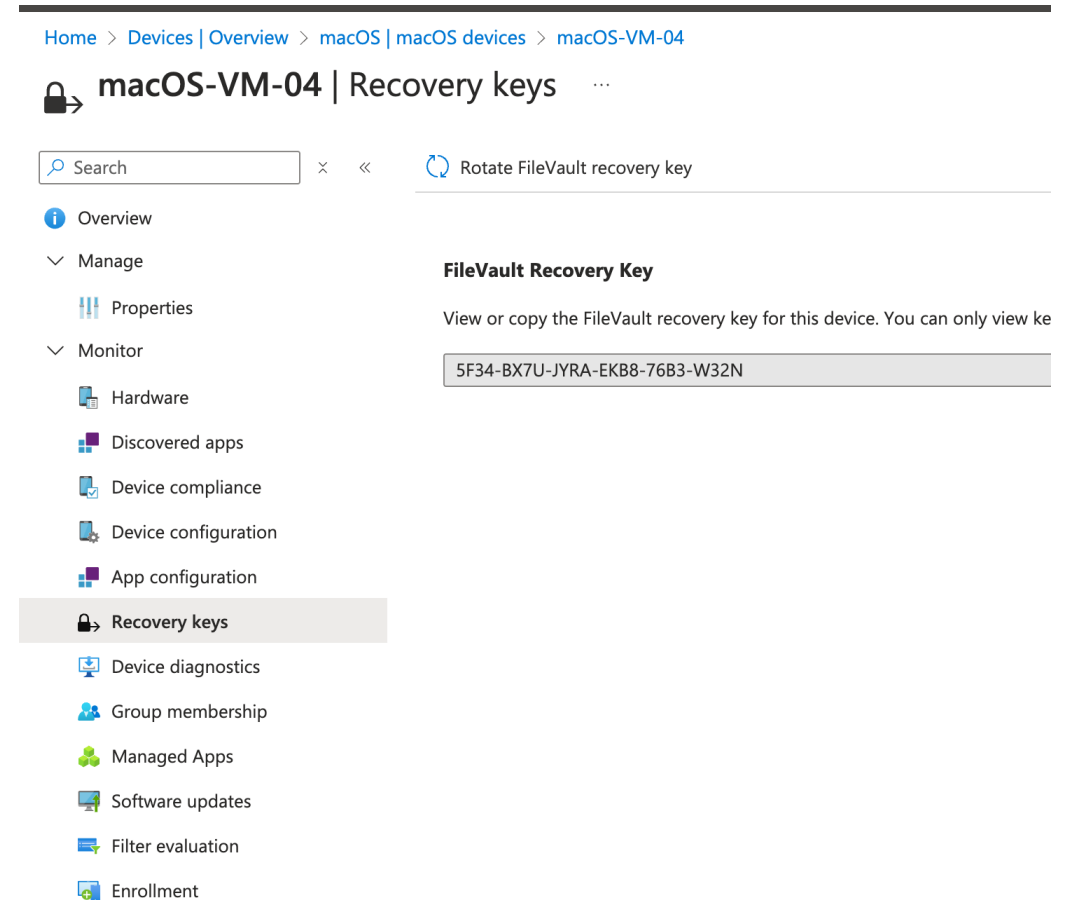 Home > Devices | Overview > macOS | macOS devices > macOS-VM-04
macOS-VM-04 | Recovery keys ...
Search
Rotate FileVault recovery key
Overview
Manage
Properties
Monitor
Hardware
Discovered apps
Device compliance
Device configuration
App configuration
Recovery keys
Device diagnostics
Group membership
Managed Apps
Software updates
Filter evaluation
Enrollment
FileVault Recovery Key
View or copy the FileVault recovery key for this device. You can only view ke
5F34-BX7U-JYRA-EKB8-76B3-W32N